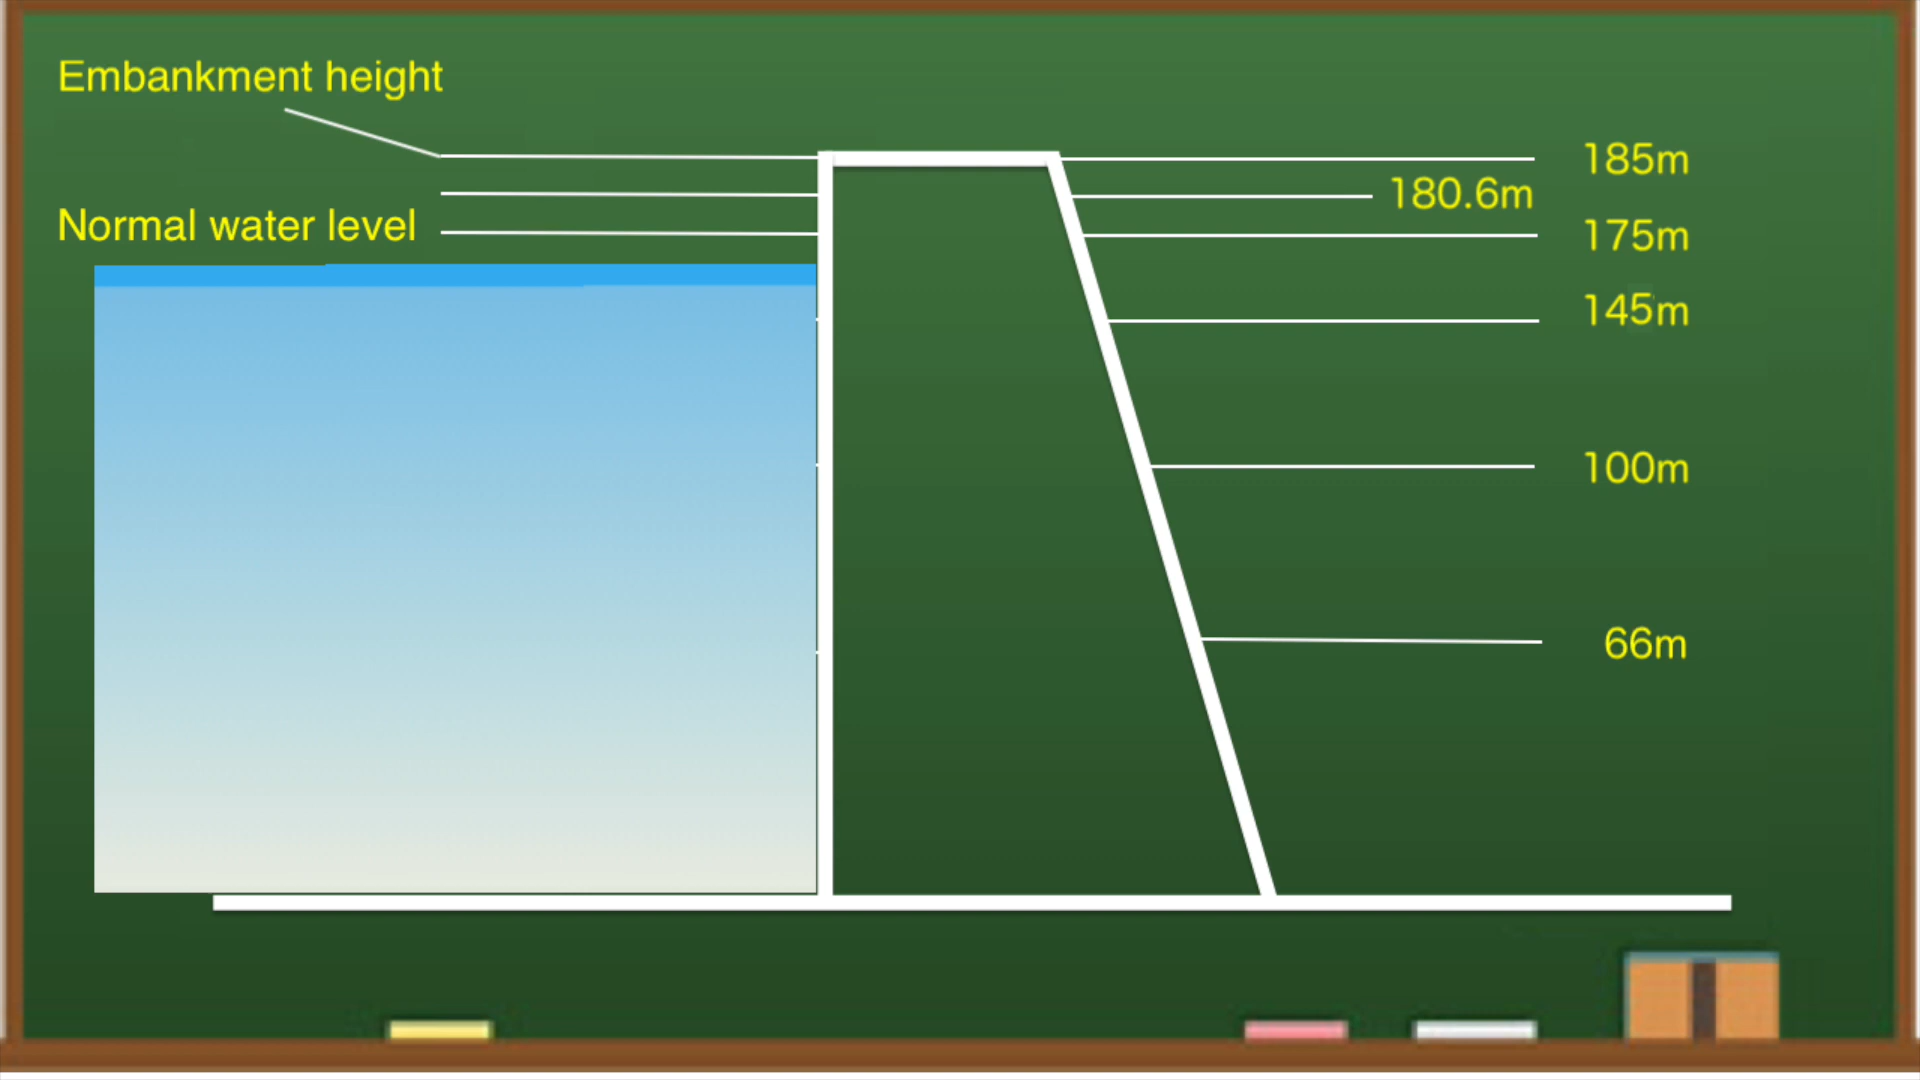 Embankment height
185m
180.6m
Normal water level
175m
145m
100m
66m